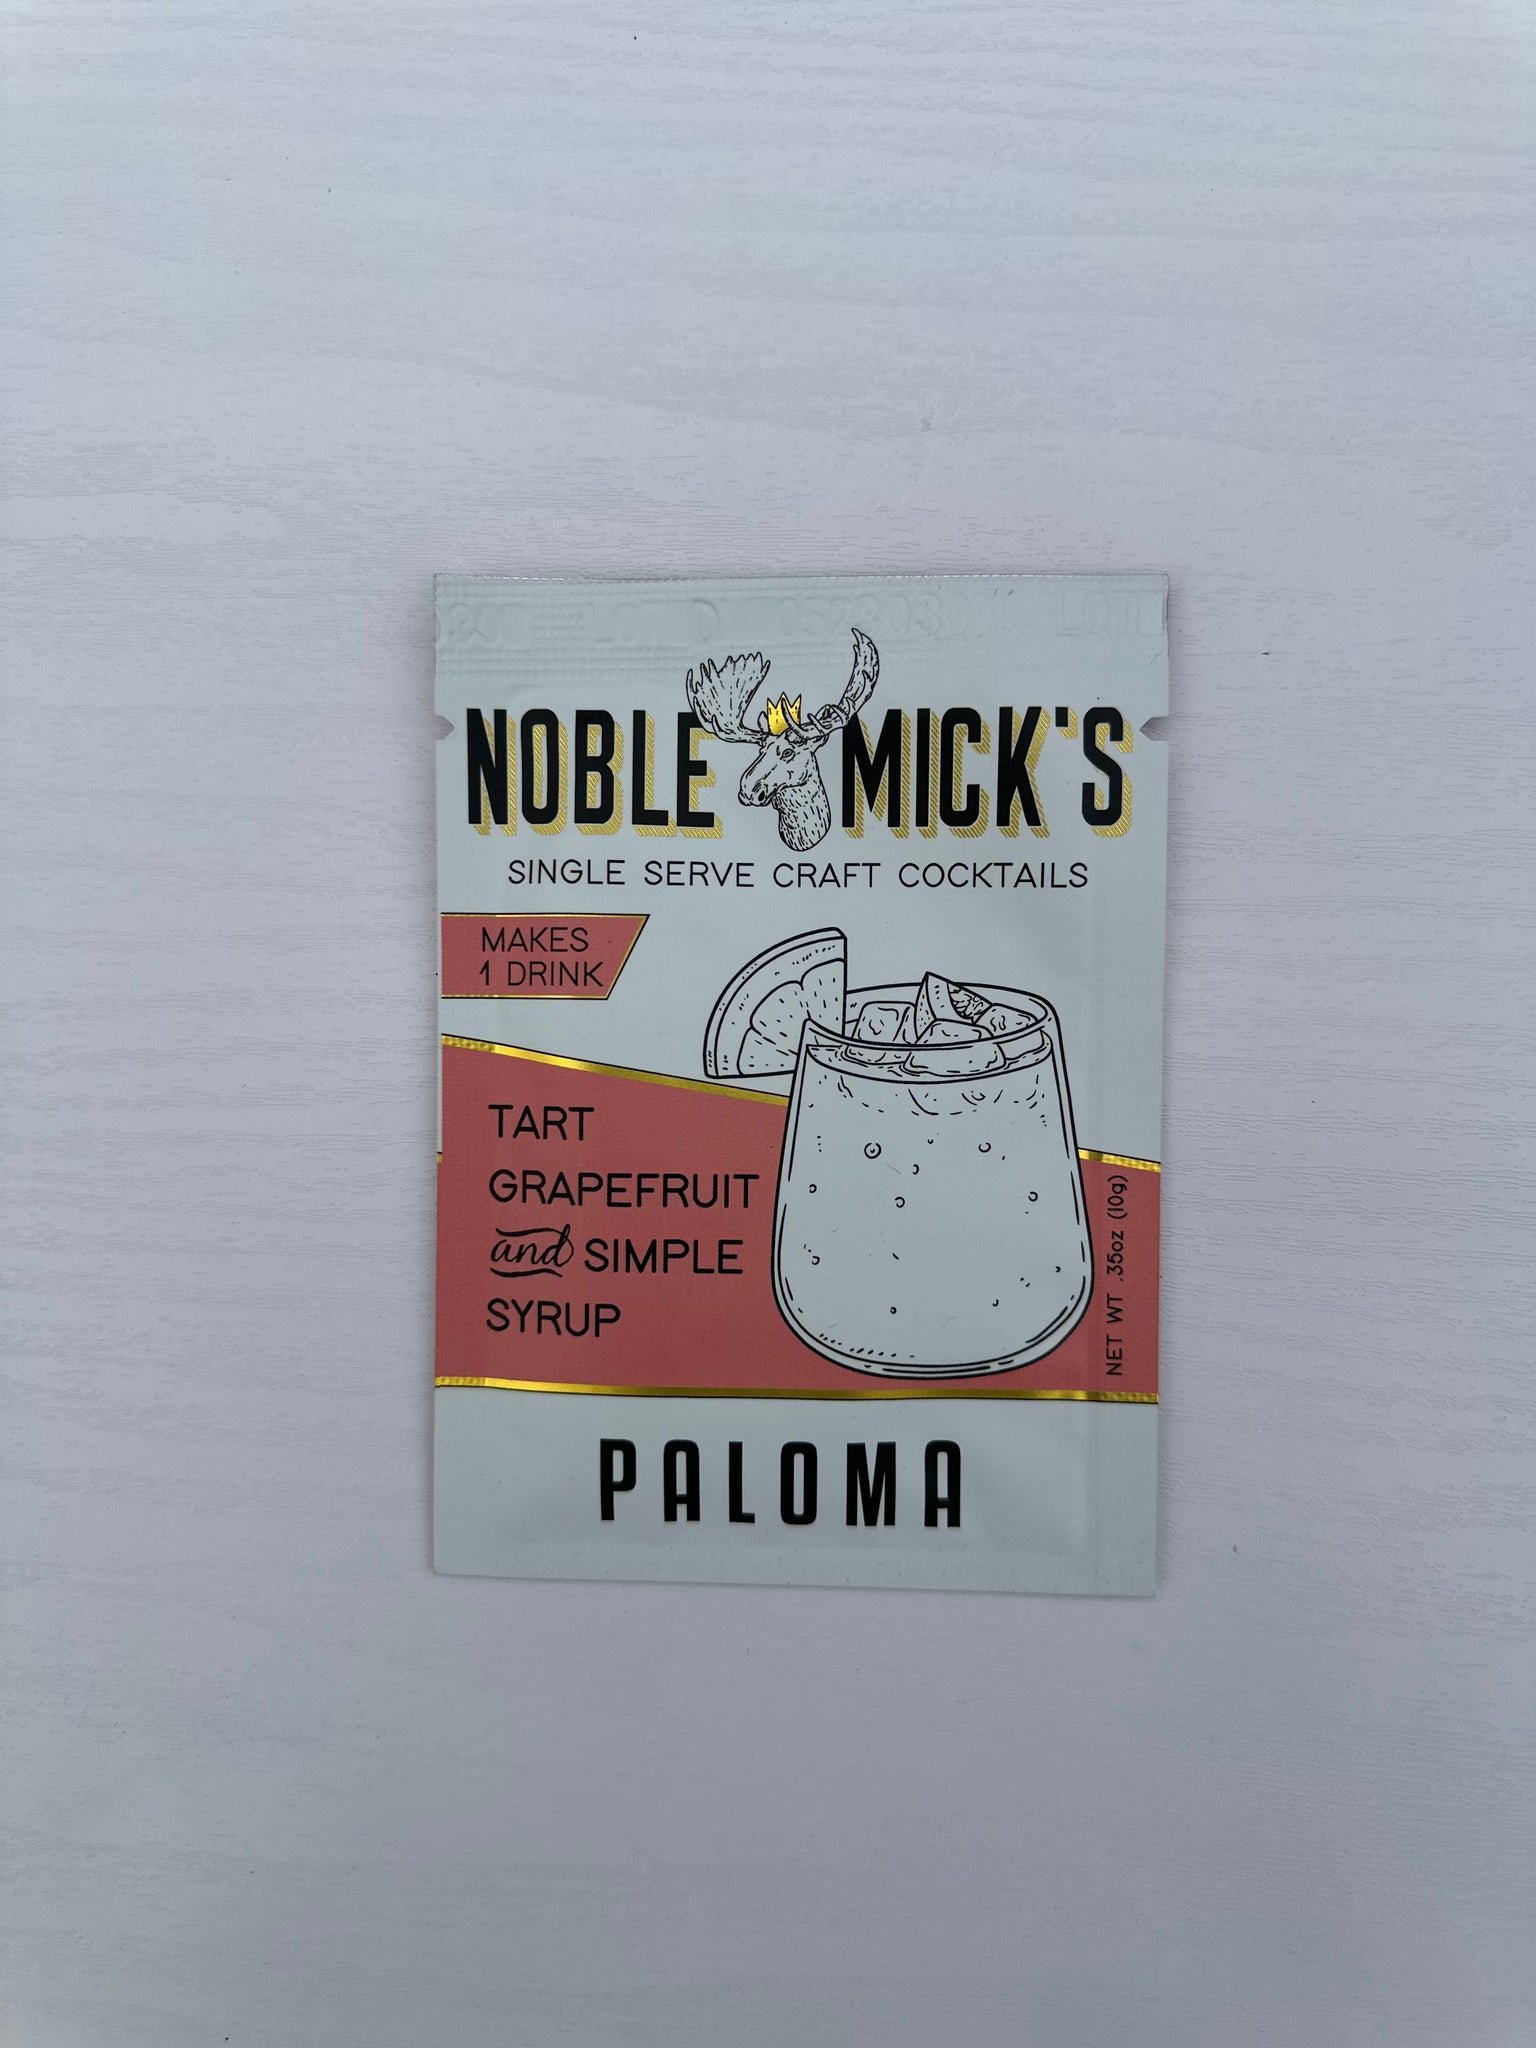 NOBLE MICK'S
SINGLE SERVE CRAFT COCKTAILS
MAKES
1 DRINK
TART
GRAPEFRUIT
and SIMPLE
SYRUP
NET WT .35oz (10g)
PALOMA